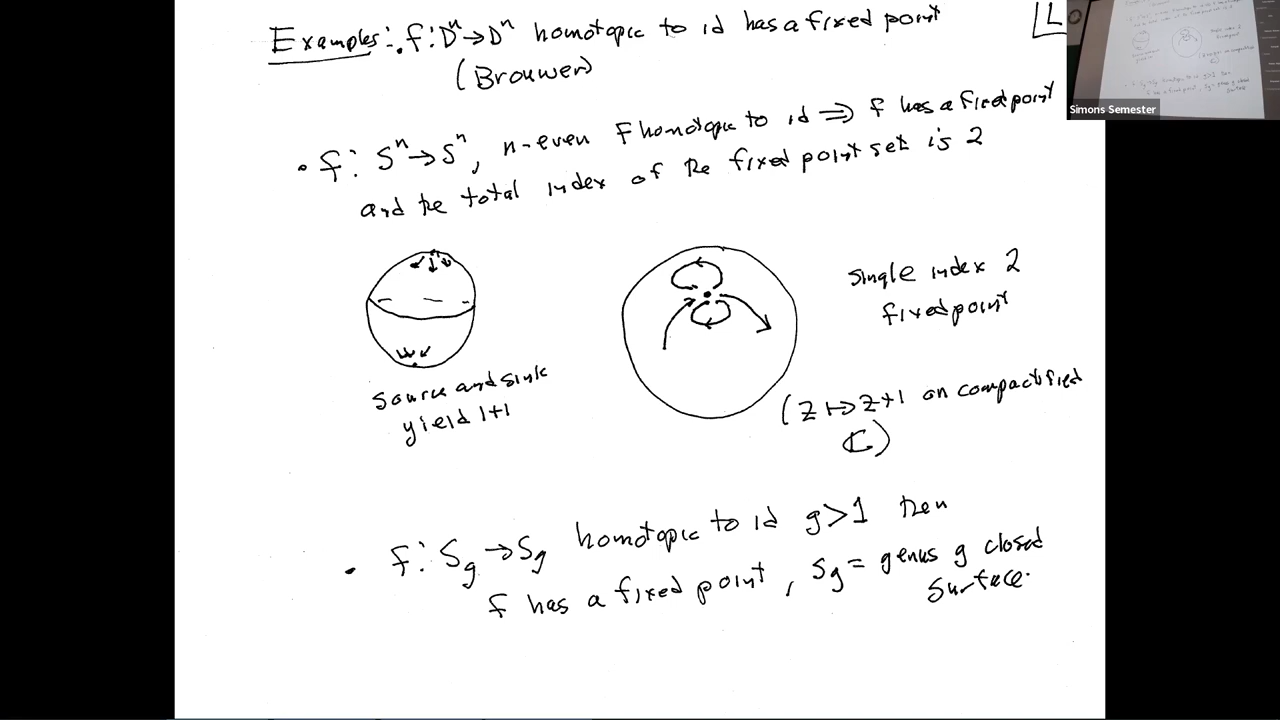 Examples: • f: Dⁿ→Dⁿ homotopic to id has a fixed point
(Brouwer)
• f: Sⁿ→Sⁿ, n-even f homotopic to id ⇒ f has a fixed point
and the total index of the fixed point set is 2
source and sink
yield 1+1
single index 2
fixed point
(z ↦ z+1 on compactified
ℂ)
• f: S_g → S_g homotopic to id g>1 then
f has a fixed point, S_g = genus g closed
surface.
Simons Semester